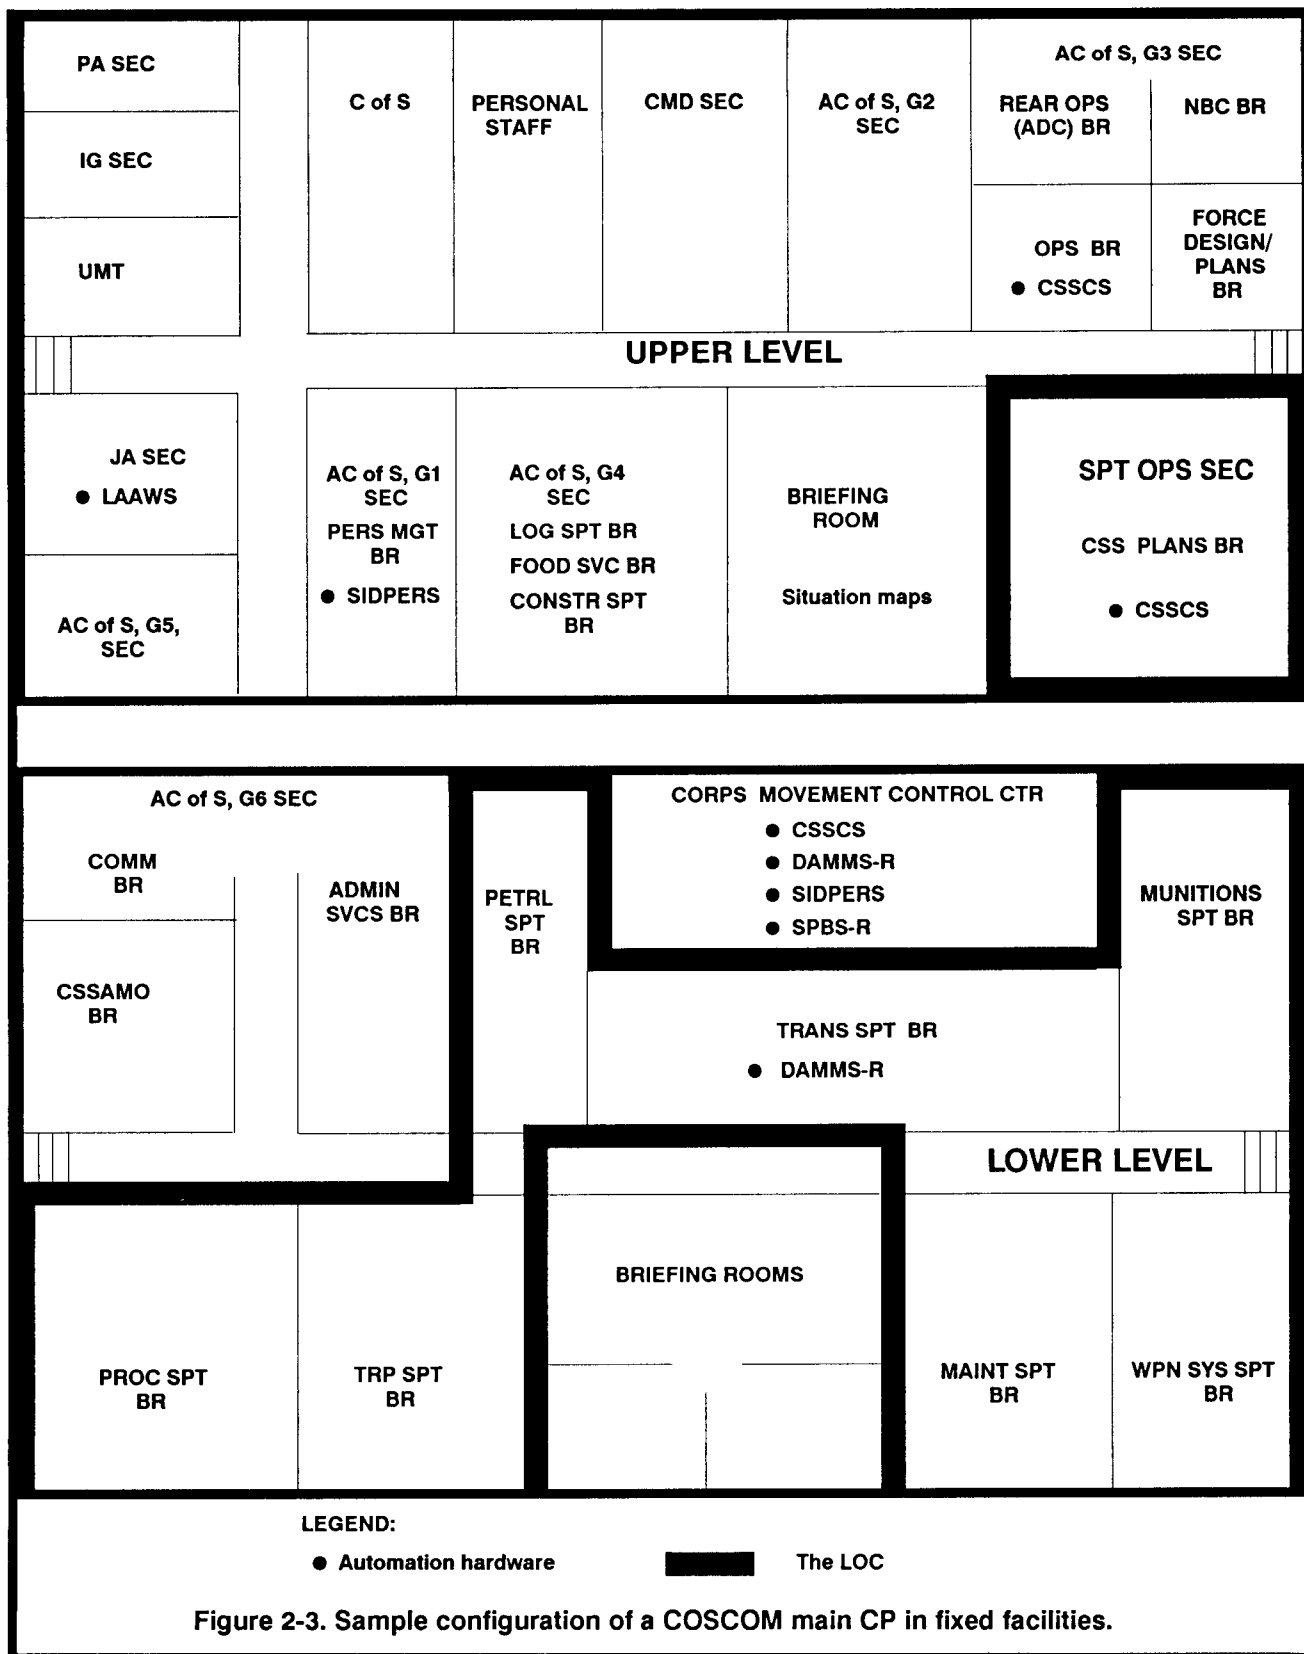 PA SEC
IG SEC
UMT
C of S
PERSONAL
STAFF
CMD SEC
AC of S, G2
SEC
AC of S, G3 SEC
REAR OPS
(ADC) BR
NBC BR
OPS BR
● CSSCS
FORCE
DESIGN/
PLANS
BR
UPPER LEVEL
JA SEC
● LAAWS
AC of S, G5,
SEC
AC of S, G1
SEC
PERS MGT
BR
● SIDPERS
AC of S, G4
SEC
LOG SPT BR
FOOD SVC BR
CONSTR SPT
BR
BRIEFING
ROOM
Situation maps
SPT OPS SEC
CSS PLANS BR
● CSSCS
AC of S, G6 SEC
COMM
BR
CSSAMO
BR
ADMIN
SVCS BR
PETRL
SPT
BR
CORPS MOVEMENT CONTROL CTR
● CSSCS
● DAMMS-R
● SIDPERS
● SPBS-R
MUNITIONS
SPT BR
TRANS SPT BR
● DAMMS-R
LOWER LEVEL
PROC SPT
BR
TRP SPT
BR
BRIEFING ROOMS
MAINT SPT
BR
WPN SYS SPT
BR
LEGEND:
● Automation hardware
The LOC
Figure 2-3. Sample configuration of a COSCOM main CP in fixed facilities.